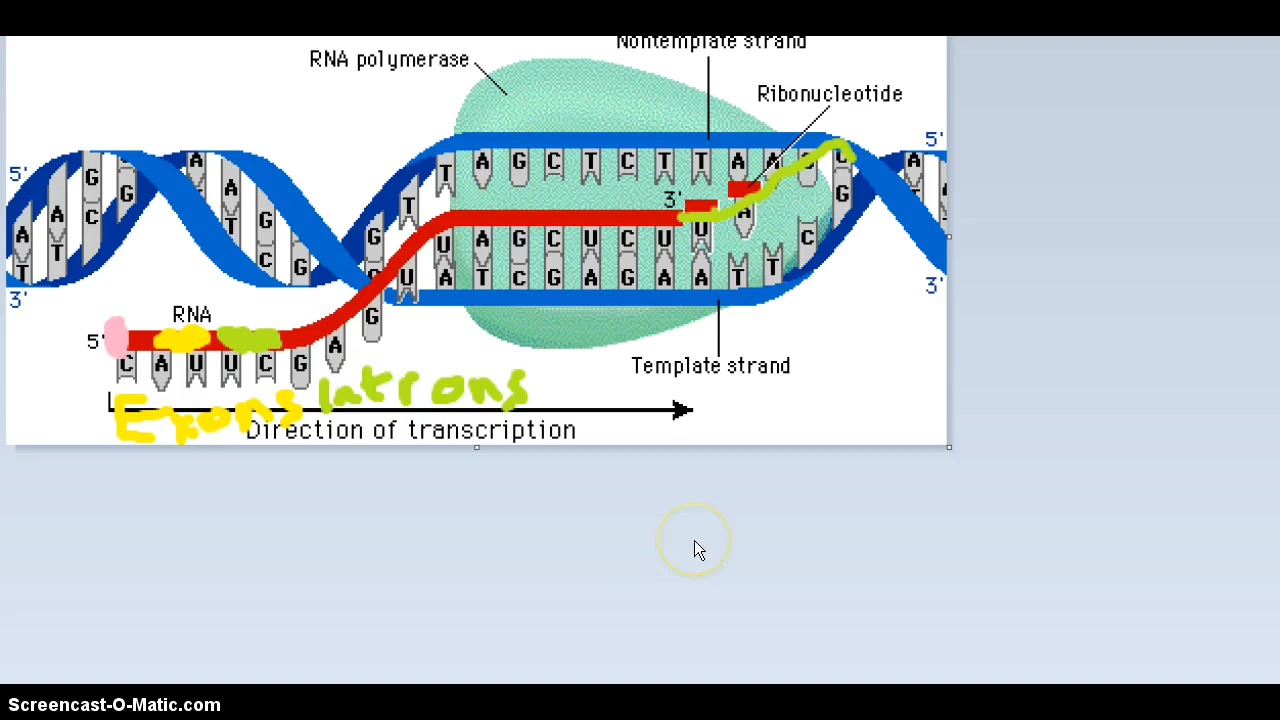 Nontemplate strand
RNA polymerase
Ribonucleotide
5'
5'
3'
T A G C T C T T A A
U A G C U C U U A
A T C G A G A A T T C
3'
3'
RNA
5'
C A U U C G A
Template strand
Exons Introns
Direction of transcription
Screencast-O-Matic.com